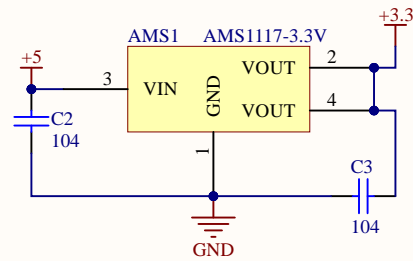 +3.3
AMS1 AMS1117-3.3V
+5
3
VIN
GND
VOUT
2
VOUT
4
C2
104
1
C3
104
GND